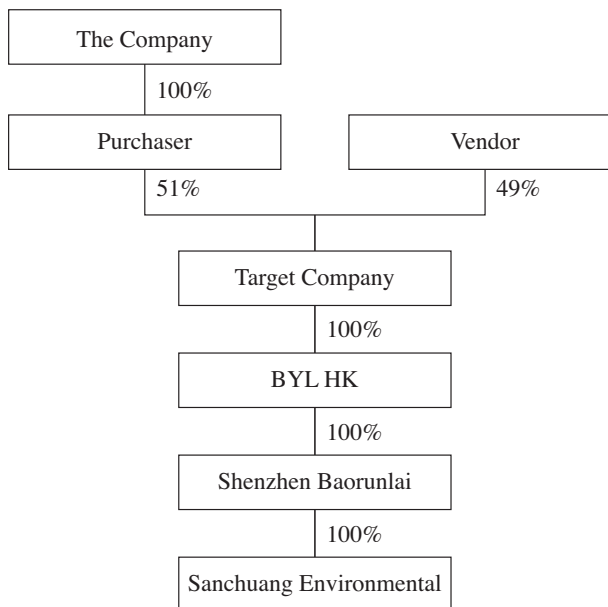 The Company
100%
Purchaser
Vendor
51%
49%
Target Company
100%
BYL HK
100%
Shenzhen Baorunlai
100%
Sanchuang Environmental